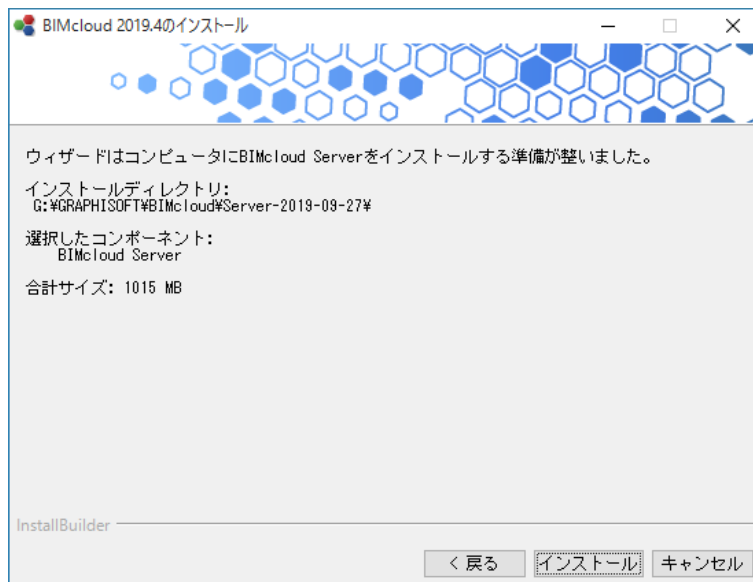 BIMcloud 2019.4のインストール
ウィザードはコンピュータにBIMcloud Serverをインストールする準備が整いました。
インストールディレクトリ:
G:¥GRAPHISOFT¥BIMcloud¥Server-2019-09-27¥
選択したコンポーネント:
BIMcloud Server
合計サイズ: 1015 MB
InstallBuilder
< 戻る
インストール
キャンセル